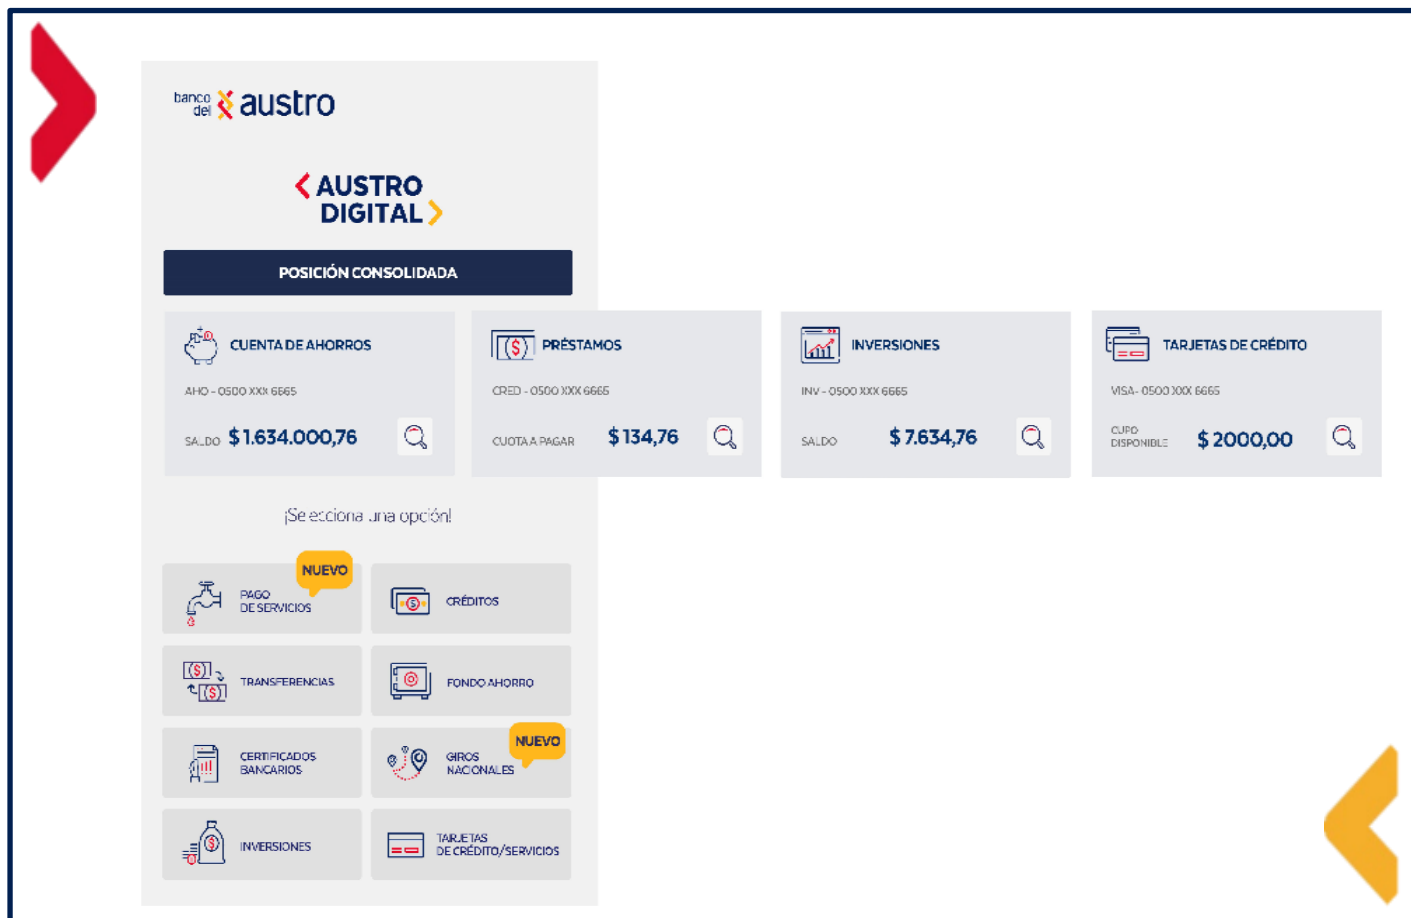 banco del austro
AUSTRO
DIGITAL
POSICIÓN CONSOLIDADA
CUENTA DE AHORROS
AHO - 0500 XXX 6665
SALDO $ 1.634.000,76
PRÉSTAMOS
CRED - 0500 XXX 6665
CUOTA A PAGAR $ 134,76
INVERSIONES
INV - 0500 XXX 6665
SALDO $ 7.634,76
TARJETAS DE CRÉDITO
VISA- 0500 XXX 6665
CUPO
DISPONIBLE $ 2000,00
¡Selecciona una opción!
NUEVO
PAGO
DE SERVICIOS
CRÉDITOS
TRANSFERENCIAS
FONDO AHORRO
CERTIFICADOS
BANCARIOS
NUEVO
GIROS
NACIONALES
INVERSIONES
TARJETAS
DE CRÉDITO/SERVICIOS